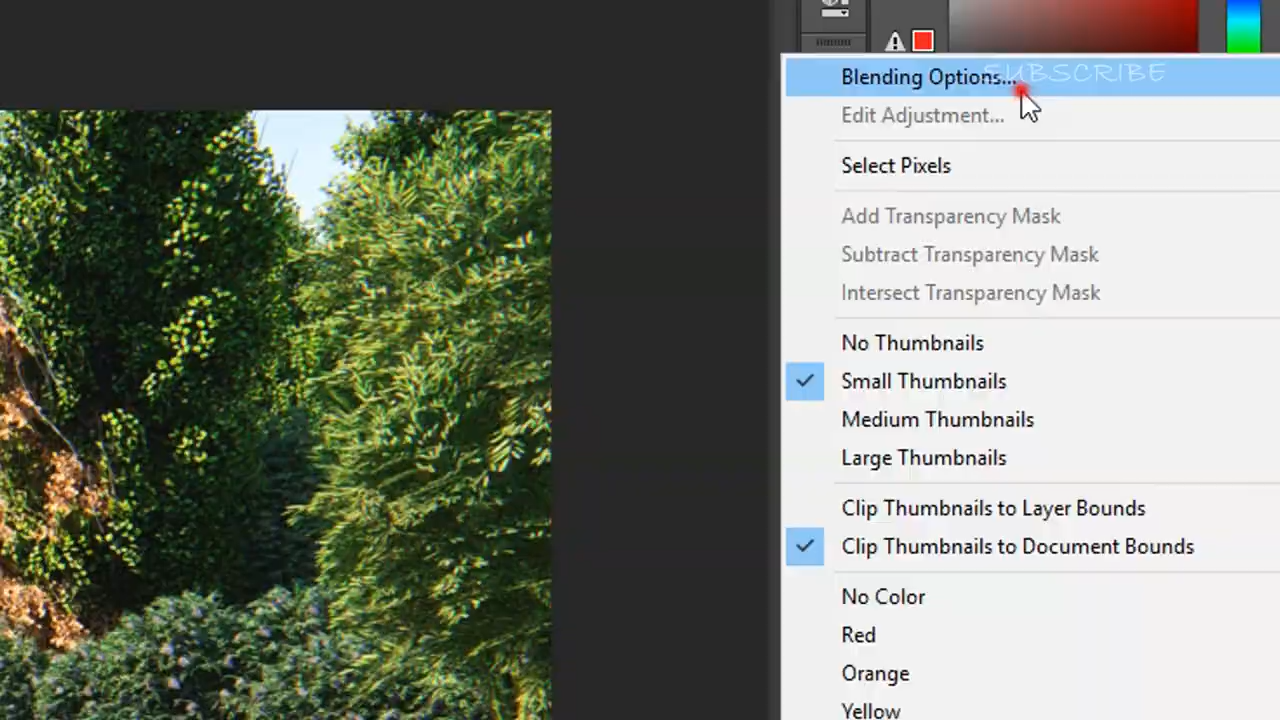 SUBSCRIBE
Blending Options...
Edit Adjustment...
Select Pixels
Add Transparency Mask
Subtract Transparency Mask
Intersect Transparency Mask
No Thumbnails
Small Thumbnails
Medium Thumbnails
Large Thumbnails
Clip Thumbnails to Layer Bounds
Clip Thumbnails to Document Bounds
No Color
Red
Orange
Yellow